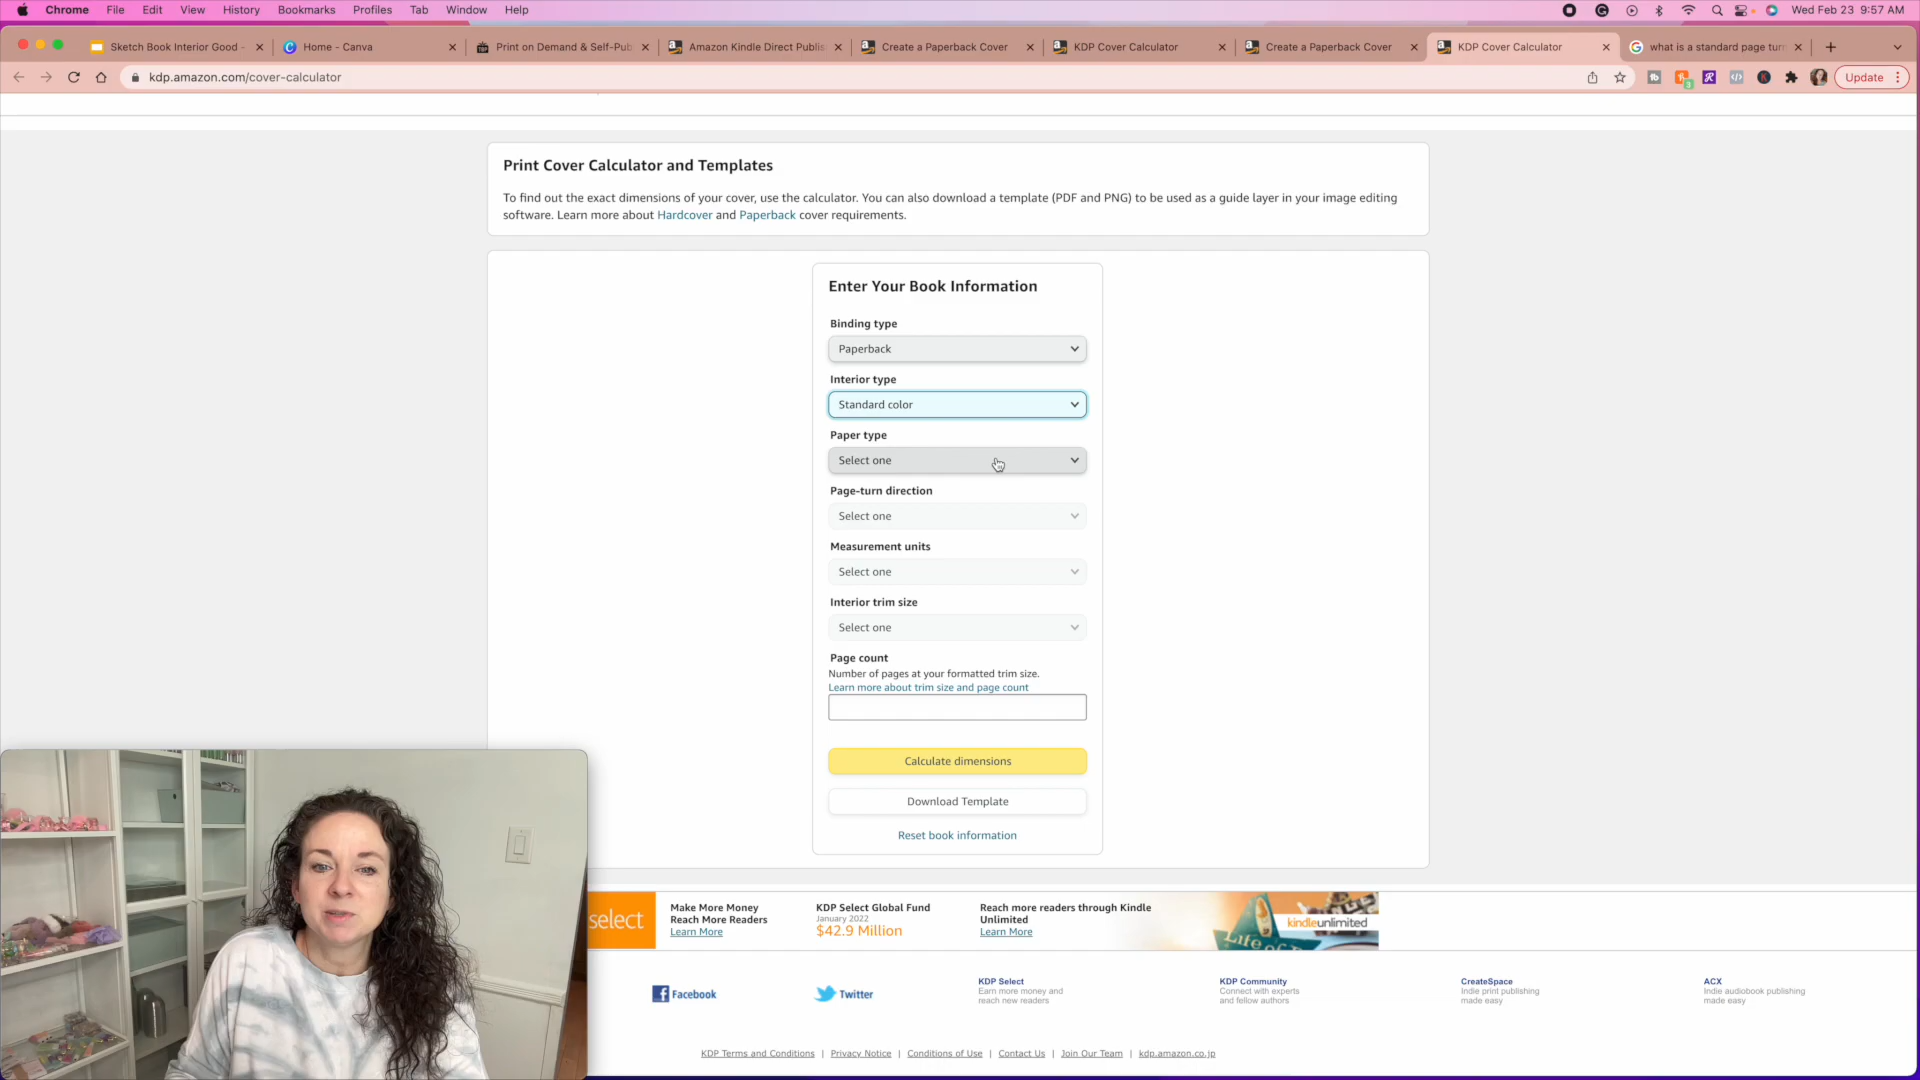 Chrome File Edit View History Bookmarks Profiles Tab Window Help Wed Feb 23 9:57 AM
Sketch Book Interior Good - Home - Canva Print on Demand & Self-Pub Amazon Kindle Direct Publis Create a Paperback Cover KDP Cover Calculator Create a Paperback Cover KDP Cover Calculator what is a standard page turn
kdp.amazon.com/cover-calculator Update
Print Cover Calculator and Templates
To find out the exact dimensions of your cover, use the calculator. You can also download a template (PDF and PNG) to be used as a guide layer in your image editing
software. Learn more about Hardcover and Paperback cover requirements.
Enter Your Book Information
Binding type
Paperback
Interior type
Standard color
Paper type
Select one
Page-turn direction
Select one
Measurement units
Select one
Interior trim size
Select one
Page count
Number of pages at your formatted trim size.
Learn more about trim size and page count
Calculate dimensions
Download Template
Reset book information
select
Make More Money
Reach More Readers
Learn More
KDP Select Global Fund
January 2022
$42.9 Million
Reach more readers through Kindle
Unlimited
Learn More
Life of
kindleunlimited
Facebook
Twitter
KDP Select
Earn more money and
reach new readers
KDP Community
Connect with experts
and fellow authors
CreateSpace
Indie print publishing
made easy
ACX
Indie audiobook publishing
made easy
KDP Terms and Conditions | Privacy Notice | Conditions of Use | Contact Us | Join Our Team | kdp.amazon.co.jp